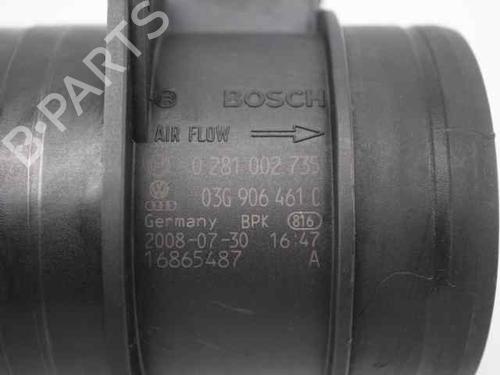 BOSCH
AIR FLOW
0 281 002 735
03G 906 461 C
Germany BPK 816
2008-07-30 16:47
16865487 A
B-PARTS